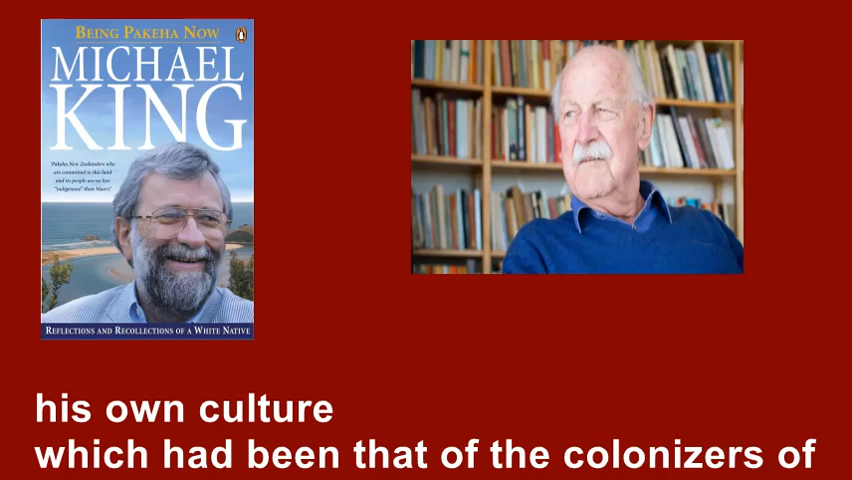 BEING PAKEHA NOW
MICHAEL
KING
'Pakeha New Zealanders who
are committed to this land
and its people are no less
"indigenous" than Maori.'
REFLECTIONS AND RECOLLECTIONS OF A WHITE NATIVE
his own culture
which had been that of the colonizers of